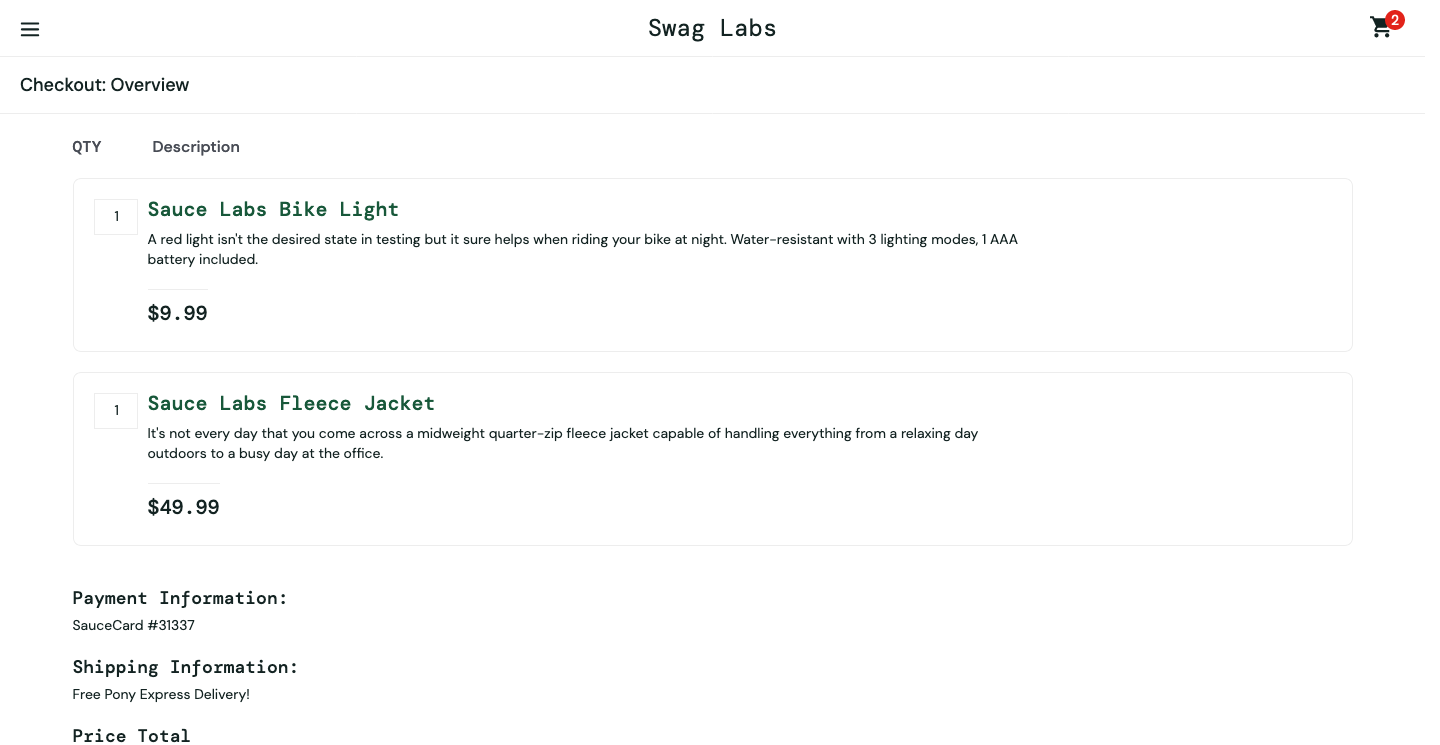 Swag Labs
2
Checkout: Overview
QTY Description
1
Sauce Labs Bike Light
A red light isn't the desired state in testing but it sure helps when riding your bike at night. Water-resistant with 3 lighting modes, 1 AAA
battery included.
$9.99
1
Sauce Labs Fleece Jacket
It's not every day that you come across a midweight quarter-zip fleece jacket capable of handling everything from a relaxing day
outdoors to a busy day at the office.
$49.99
Payment Information:
SauceCard #31337
Shipping Information:
Free Pony Express Delivery!
Price Total